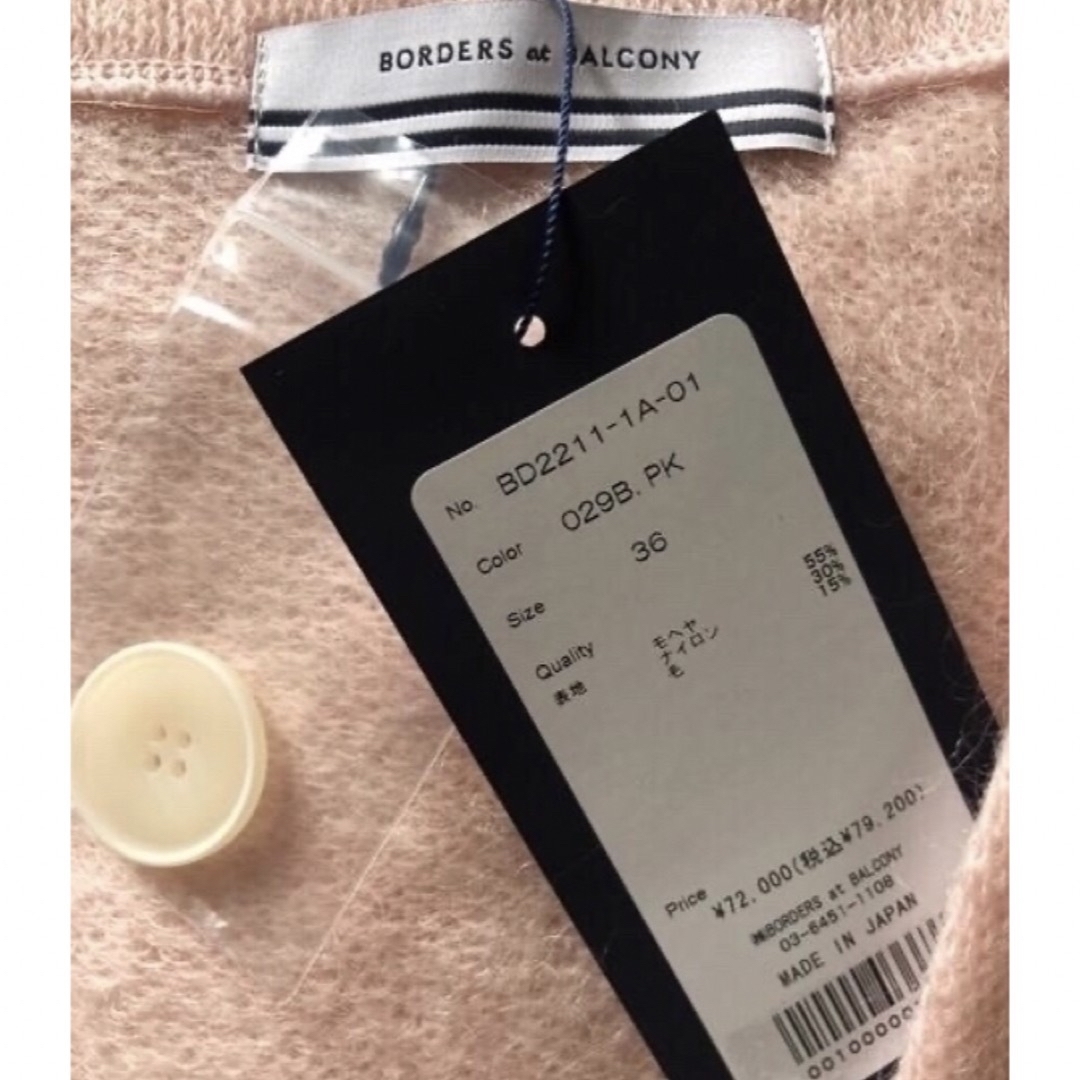 BORDERS at BALCONY
No. BD2211-1A-01
Color 029B. PK
Size 36
Quality
表地 モヘヤ 55%
ナイロン 30%
毛 15%
Price ¥72.000(税込¥79.200)
㈱BORDERS at BALCONY
03-6451-1108
MADE IN JAPAN